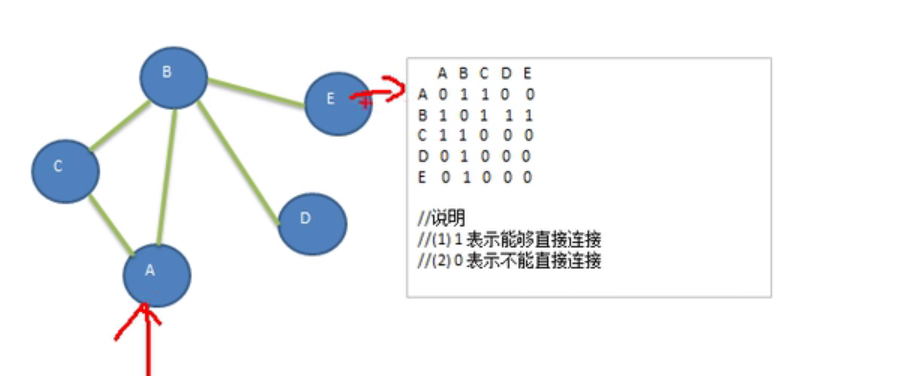 B
E
C
D
A
A B C D E
A 0 1 1 0 0
B 1 0 1 1 1
C 1 1 0 0 0
D 0 1 0 0 0
E 0 1 0 0 0
//说明
//(1) 1 表示能够直接连接
//(2) 0 表示不能直接连接